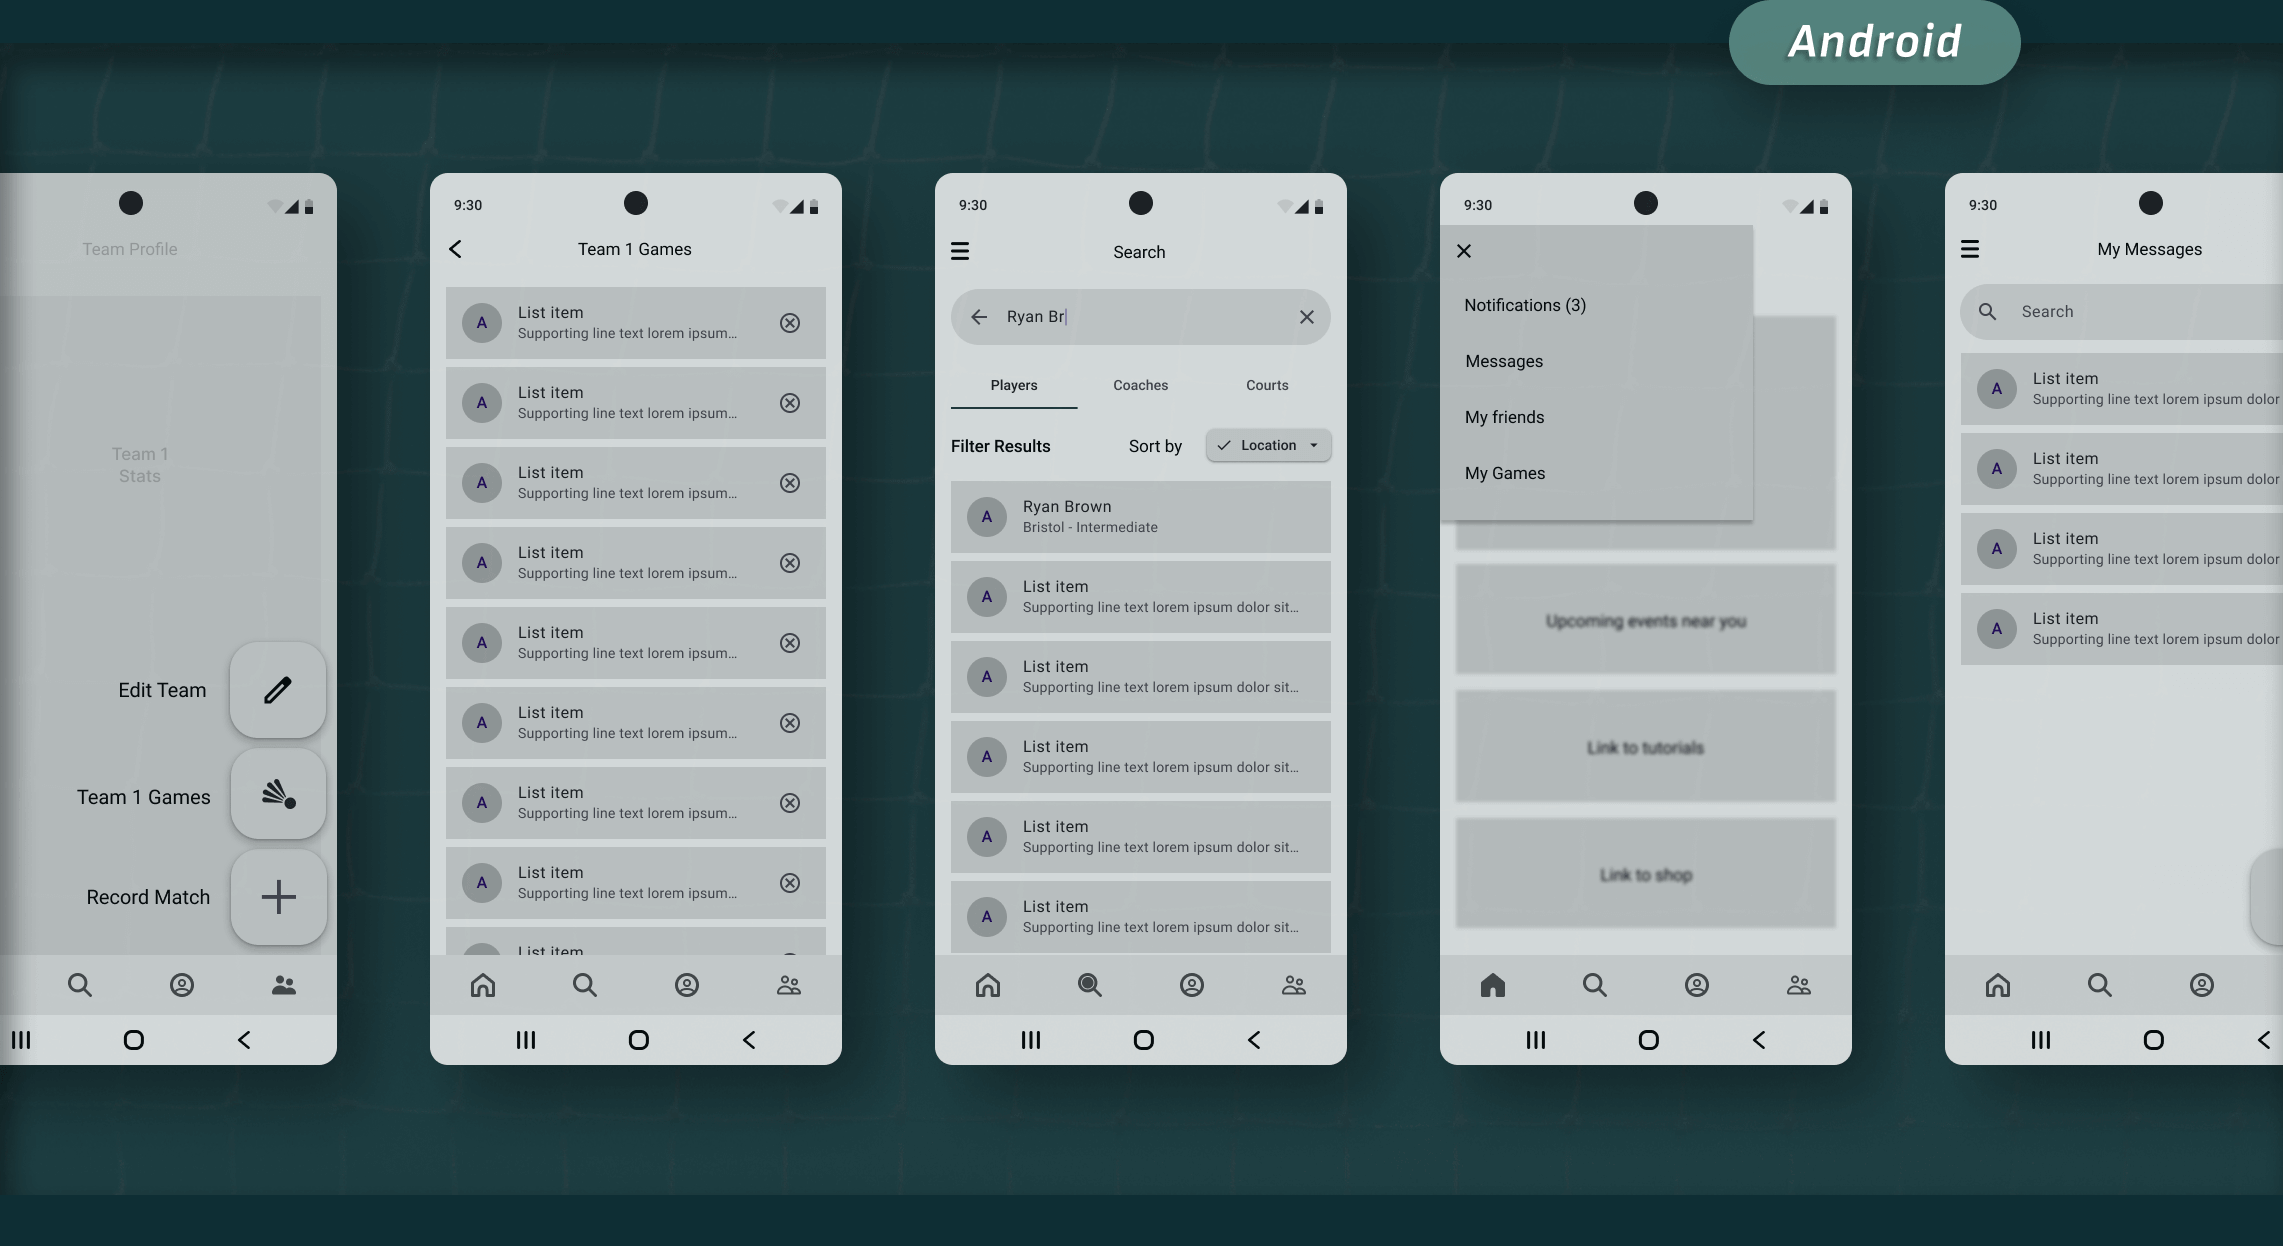 Android
Team Profile
Team 1
Stats
Edit Team
Team 1 Games
Record Match
9:30
Team 1 Games
A
List item
Supporting line text lorem ipsum...
A
List item
Supporting line text lorem ipsum...
A
List item
Supporting line text lorem ipsum...
A
List item
Supporting line text lorem ipsum...
A
List item
Supporting line text lorem ipsum...
A
List item
Supporting line text lorem ipsum...
A
List item
Supporting line text lorem ipsum...
A
List item
Supporting line text lorem ipsum...
List item
9:30
Search
Ryan Br
Players Coaches Courts
Filter Results Sort by Location
A
Ryan Brown
Bristol - Intermediate
A
List item
Supporting line text lorem ipsum dolor sit...
A
List item
Supporting line text lorem ipsum dolor sit...
A
List item
Supporting line text lorem ipsum dolor sit...
A
List item
Supporting line text lorem ipsum dolor sit...
A
List item
Supporting line text lorem ipsum dolor sit...
9:30
Notifications (3)
Messages
My friends
My Games
Upcoming events near you
Link to tutorials
Link to shop
9:30
My Messages
Search
A
List item
Supporting line text lorem ipsum dolor
A
List item
Supporting line text lorem ipsum dolor
A
List item
Supporting line text lorem ipsum dolor
A
List item
Supporting line text lorem ipsum dolor